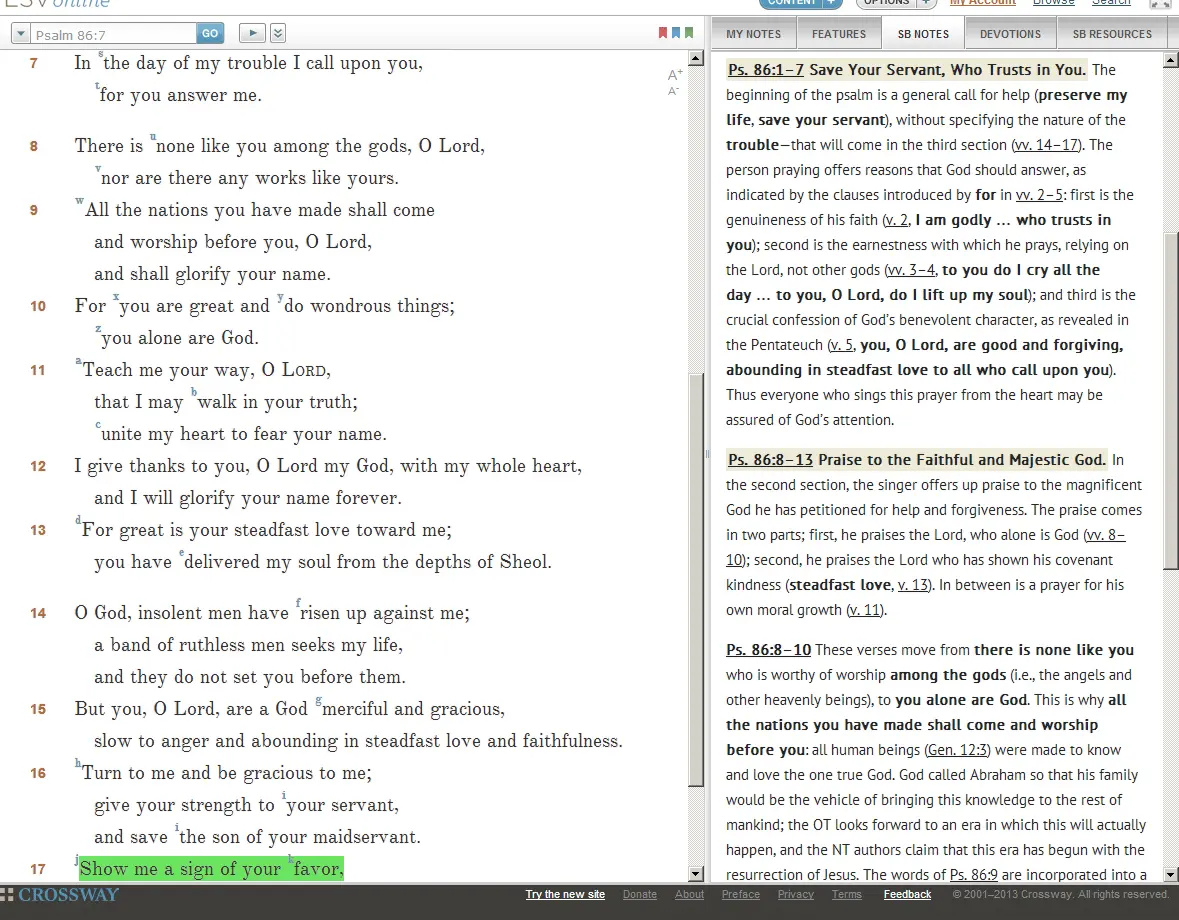 ESVonline
CONTENT +
OPTIONS +
My Account
Browse
Search
Psalm 86:7
GO
MY NOTES
FEATURES
SB NOTES
DEVOTIONS
SB RESOURCES
A+
A-
7 In sthe day of my trouble I call upon you,
tfor you answer me.
8 There is unone like you among the gods, O Lord,
vnor are there any works like yours.
9 wAll the nations you have made shall come
and worship before you, O Lord,
and shall glorify your name.
10 For xyou are great and ydo wondrous things;
zyou alone are God.
11 aTeach me your way, O LORD,
that I may bwalk in your truth;
cunite my heart to fear your name.
12 I give thanks to you, O Lord my God, with my whole heart,
and I will glorify your name forever.
13 dFor great is your steadfast love toward me;
you have edelivered my soul from the depths of Sheol.
14 O God, insolent men have frisen up against me;
a band of ruthless men seeks my life,
and they do not set you before them.
15 But you, O Lord, are a God gmerciful and gracious,
slow to anger and abounding in steadfast love and faithfulness.
16 hTurn to me and be gracious to me;
give your strength to iyour servant,
and save ithe son of your maidservant.
17 jShow me a sign of your kfavor,
Ps. 86:1–7 Save Your Servant, Who Trusts in You. The
beginning of the psalm is a general call for help (preserve my
life, save your servant), without specifying the nature of the
trouble—that will come in the third section (vv. 14–17). The
person praying offers reasons that God should answer, as
indicated by the clauses introduced by for in vv. 2–5: first is the
genuineness of his faith (v. 2, I am godly … who trusts in
you); second is the earnestness with which he prays, relying on
the Lord, not other gods (vv. 3–4, to you do I cry all the
day … to you, O Lord, do I lift up my soul); and third is the
crucial confession of God's benevolent character, as revealed in
the Pentateuch (v. 5, you, O Lord, are good and forgiving,
abounding in steadfast love to all who call upon you).
Thus everyone who sings this prayer from the heart may be
assured of God's attention.
Ps. 86:8–13 Praise to the Faithful and Majestic God. In
the second section, the singer offers up praise to the magnificent
God he has petitioned for help and forgiveness. The praise comes
in two parts; first, he praises the Lord, who alone is God (vv. 8–
10); second, he praises the Lord who has shown his covenant
kindness (steadfast love, v. 13). In between is a prayer for his
own moral growth (v. 11).
Ps. 86:8–10 These verses move from there is none like you
who is worthy of worship among the gods (i.e., the angels and
other heavenly beings), to you alone are God. This is why all
the nations you have made shall come and worship
before you: all human beings (Gen. 12:3) were made to know
and love the one true God. God called Abraham so that his family
would be the vehicle of bringing this knowledge to the rest of
mankind; the OT looks forward to an era in which this will actually
happen, and the NT authors claim that this era has begun with the
resurrection of Jesus. The words of Ps. 86:9 are incorporated into a
CROSSWAY
Try the new site
Donate
About
Preface
Privacy
Terms
Feedback
© 2001–2013 Crossway. All rights reserved.